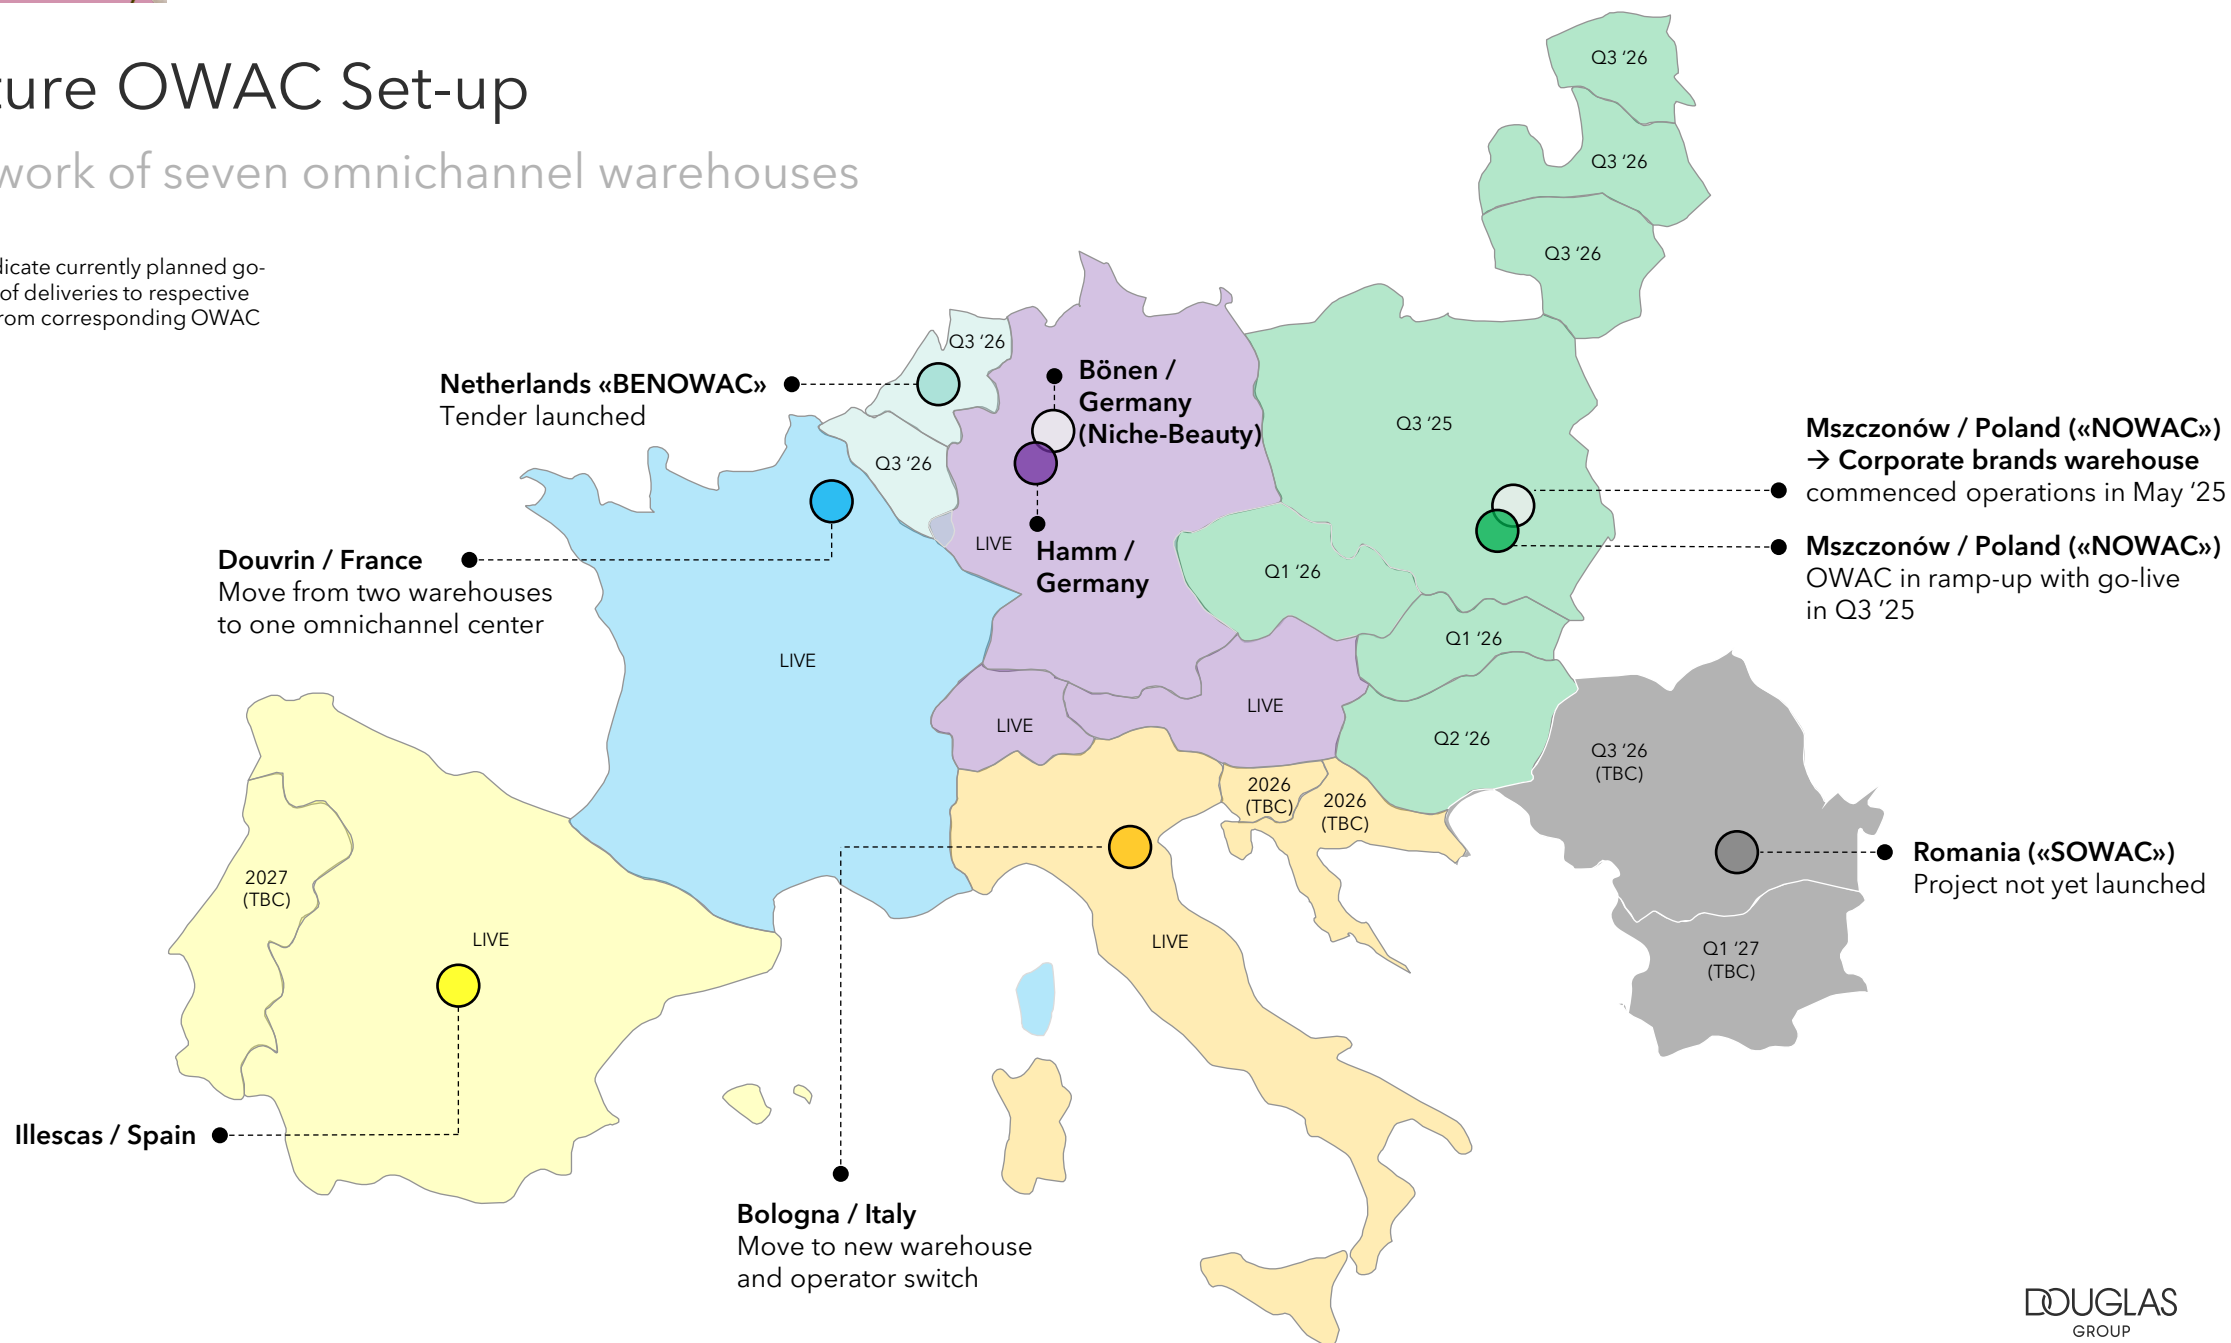 ture OWAC Set-up
work of seven omnichannel warehouses
dicate currently planned go-
of deliveries to respective
from corresponding OWAC
Q3 ‘26
Q3 ‘26
Q3 ‘26
Q3 ‘26
Netherlands «BENOWAC»
Tender launched
Bönen /
Germany
(Niche-Beauty)
Q3 ‘25
Q3 ‘26
Mszczonów / Poland («NOWAC»)
→ Corporate brands warehouse
commenced operations in May ‘25
Mszczonów / Poland («NOWAC»)
OWAC in ramp-up with go-live
in Q3 ‘25
LIVE
Hamm /
Germany
Douvrin / France
Move from two warehouses
to one omnichannel center
Q1 ‘26
Q1 ‘26
LIVE
LIVE
LIVE
Q2 ‘26
Q3 ‘26
(TBC)
2026
(TBC)
2026
(TBC)
Romania («SOWAC»)
Project not yet launched
2027
(TBC)
LIVE
LIVE
Q1 ‘27
(TBC)
Illescas / Spain
Bologna / Italy
Move to new warehouse
and operator switch
DOUGLAS
GROUP